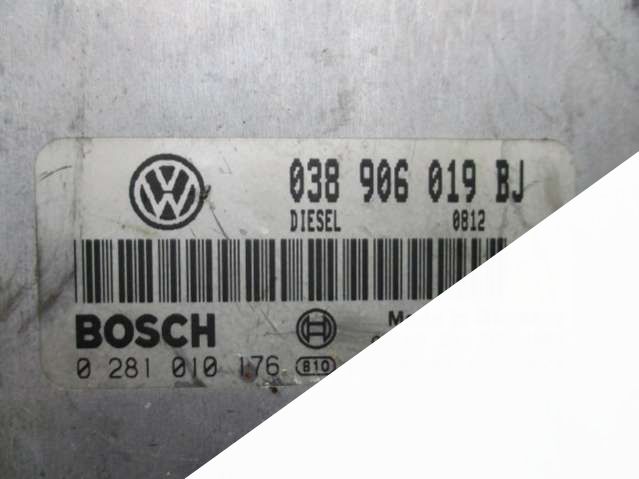 038 906 019 BJ
DIESEL 0812
BOSCH
0 281 010 176 810